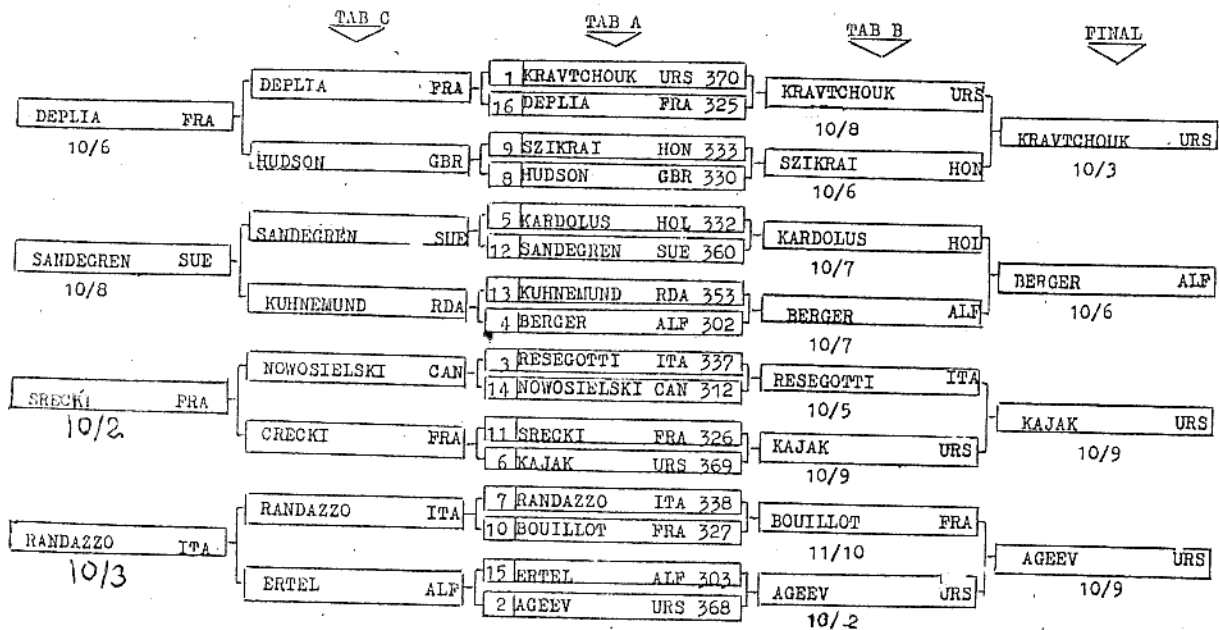 TAB C
TAB A
TAB B
FINAL
DEPLIA FRA
10/6
SANDEGREN SUE
10/8
SRECKI FRA
10/2
RANDAZZO ITA
10/3
DEPLIA FRA
HUDSON GBR
SANDEGREN SUE
KUHNEMUND RDA
NOWOSIELSKI CAN
CRECKI FRA
RANDAZZO ITA
ERTEL ALF
1 KRAVTCHOUK URS 370
16 DEPLIA FRA 325
9 SZIKRAI HON 333
8 HUDSON GBR 330
5 KARDOLUS HOL 332
12 SANDEGREN SUE 360
13 KUHNEMUND RDA 353
4 BERGER ALF 302
3 RESEGOTTI ITA 337
14 NOWOSIELSKI CAN 312
11 SRECKI FRA 326
6 KAJAK URS 369
7 RANDAZZO ITA 338
10 BOUILLOT FRA 327
15 ERTEL ALF 303
2 AGEEV URS 368
KRAVTCHOUK URS
10/8
SZIKRAI HON
10/6
KARDOLUS HOL
10/7
BERGER ALF
10/7
RESEGOTTI ITA
10/5
KAJAK URS
10/9
BOUILLOT FRA
11/10
AGEEV URS
10/2
KRAVTCHOUK URS
10/3
BERGER ALF
10/6
KAJAK URS
10/9
AGEEV URS
10/9